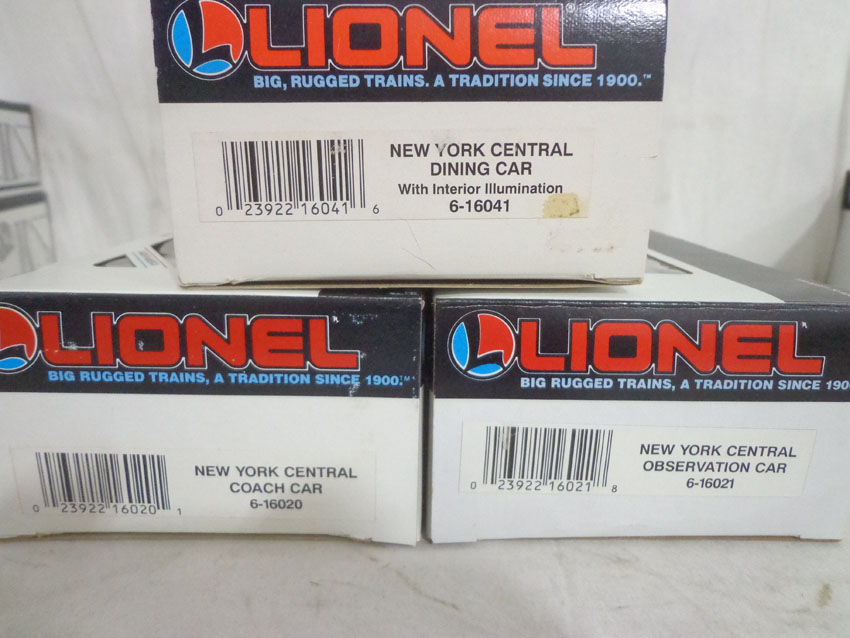 LIONEL
BIG, RUGGED TRAINS. A TRADITION SINCE 1900.™
NEW YORK CENTRAL
DINING CAR
With Interior Illumination
6-16041
0 23922 16041 6
LIONEL
BIG RUGGED TRAINS, A TRADITION SINCE 1900.™
NEW YORK CENTRAL
COACH CAR
6-16020
0 23922 16020 1
LIONEL
BIG RUGGED TRAINS, A TRADITION SINCE 190
NEW YORK CENTRAL
OBSERVATION CAR
6-16021
0 23922 16021 8